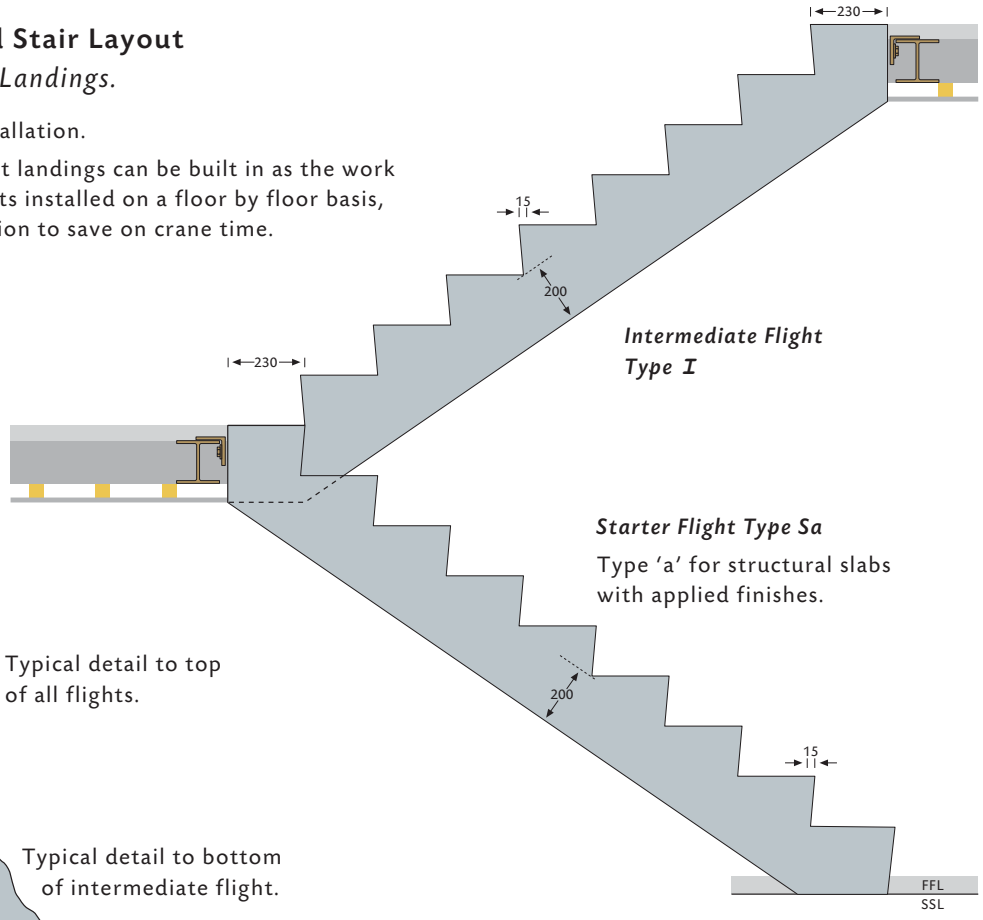 l Stair Layout
Landings.
allation.
t landings can be built in as the work
ts installed on a floor by floor basis,
ion to save on crane time.
230
15
200
Intermediate Flight
Type I
230
Starter Flight Type Sa
Type ‘a’ for structural slabs
with applied finishes.
Typical detail to top
of all flights.
200
15
Typical detail to bottom
of intermediate flight.
FFL
SSL